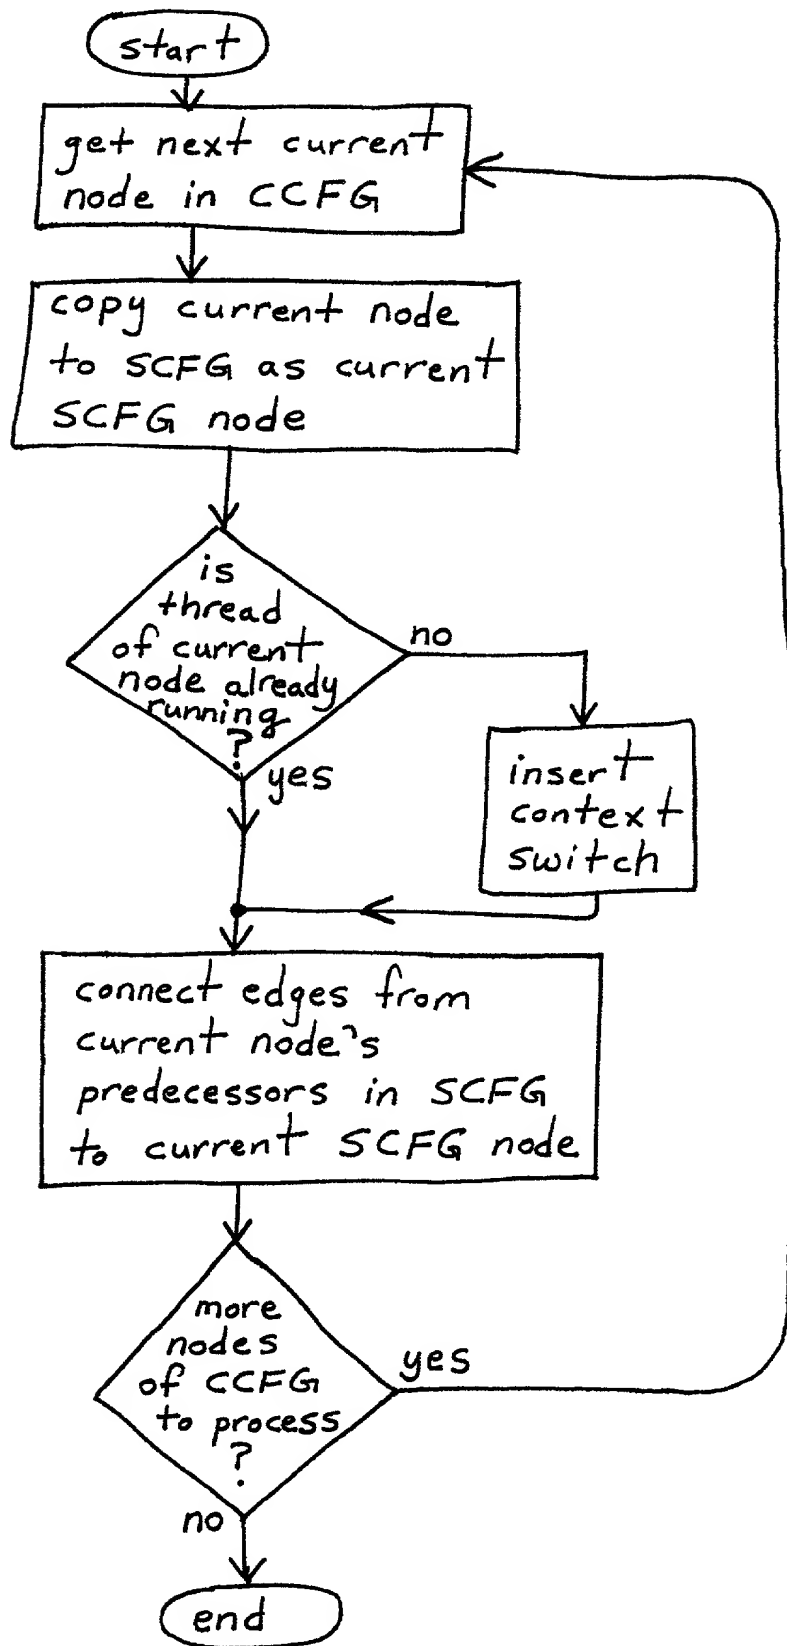 start
get next current
node in CCFG
copy current node
to SCFG as current
SCFG node
is
thread
of current
node already
running
?
no
yes
insert
context
switch
connect edges from
current node's
predecessors in SCFG
to current SCFG node
more
nodes
of CCFG
to process
?
yes
no
end